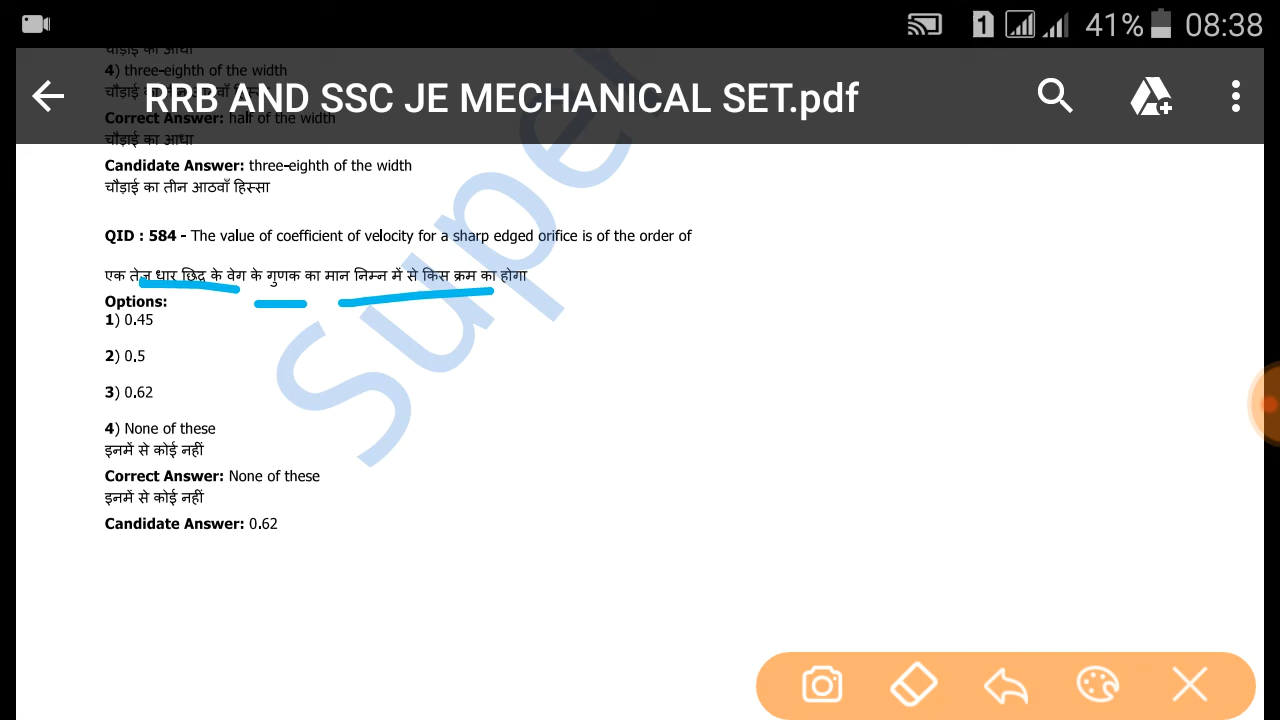 41% 08:38
चौड़ाई का आधा
4) three-eighth of the width
RRB AND SSC JE MECHANICAL SET.pdf
Correct Answer: half of the width
चौड़ाई का आधा
Candidate Answer: three-eighth of the width
चौड़ाई का तीन आठवाँ हिस्सा
QID : 584 - The value of coefficient of velocity for a sharp edged orifice is of the order of
एक तेज धार छिद्र के वेग के गुणक का मान निम्न में से किस क्रम का होगा
Options:
1) 0.45
2) 0.5
3) 0.62
4) None of these
इनमें से कोई नहीं
Correct Answer: None of these
इनमें से कोई नहीं
Candidate Answer: 0.62
Super